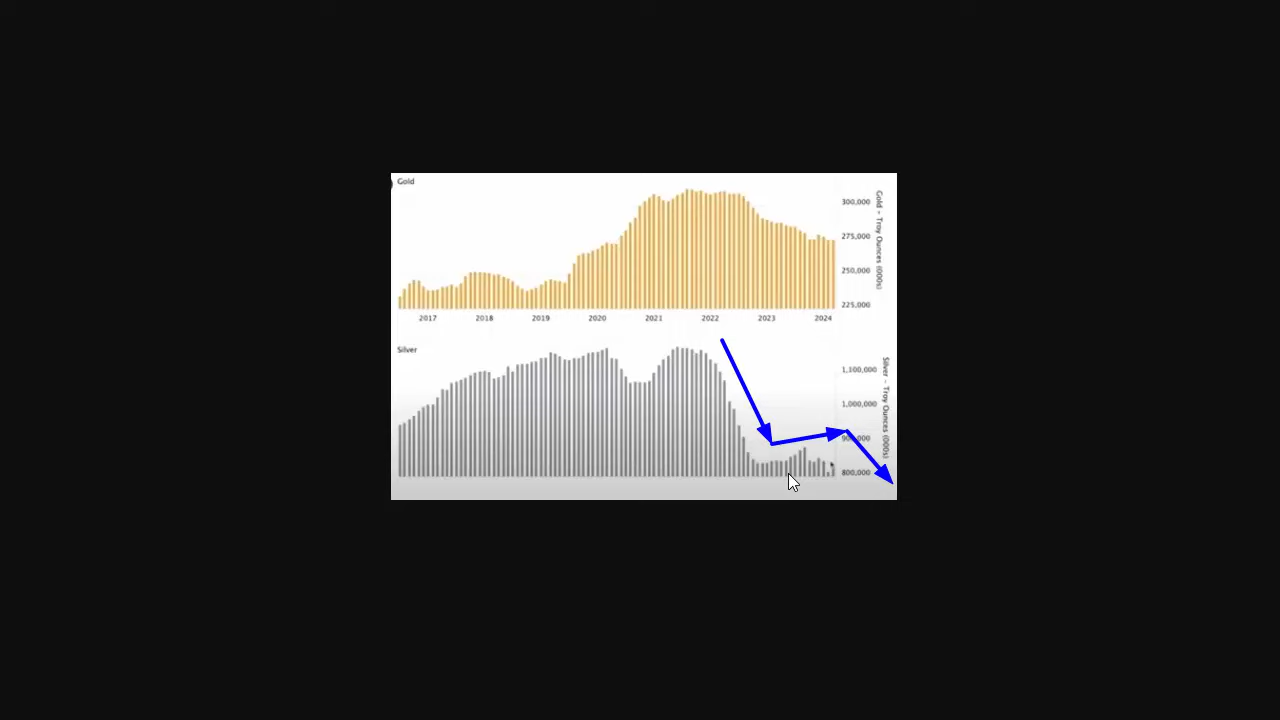 Gold
300,000
275,000
250,000
225,000
Gold - Troy Ounces (000s)
2017 2018 2019 2020 2021 2022 2023 2024
Silver
1,100,000
1,000,000
900,000
800,000
Silver - Troy Ounces (000s)